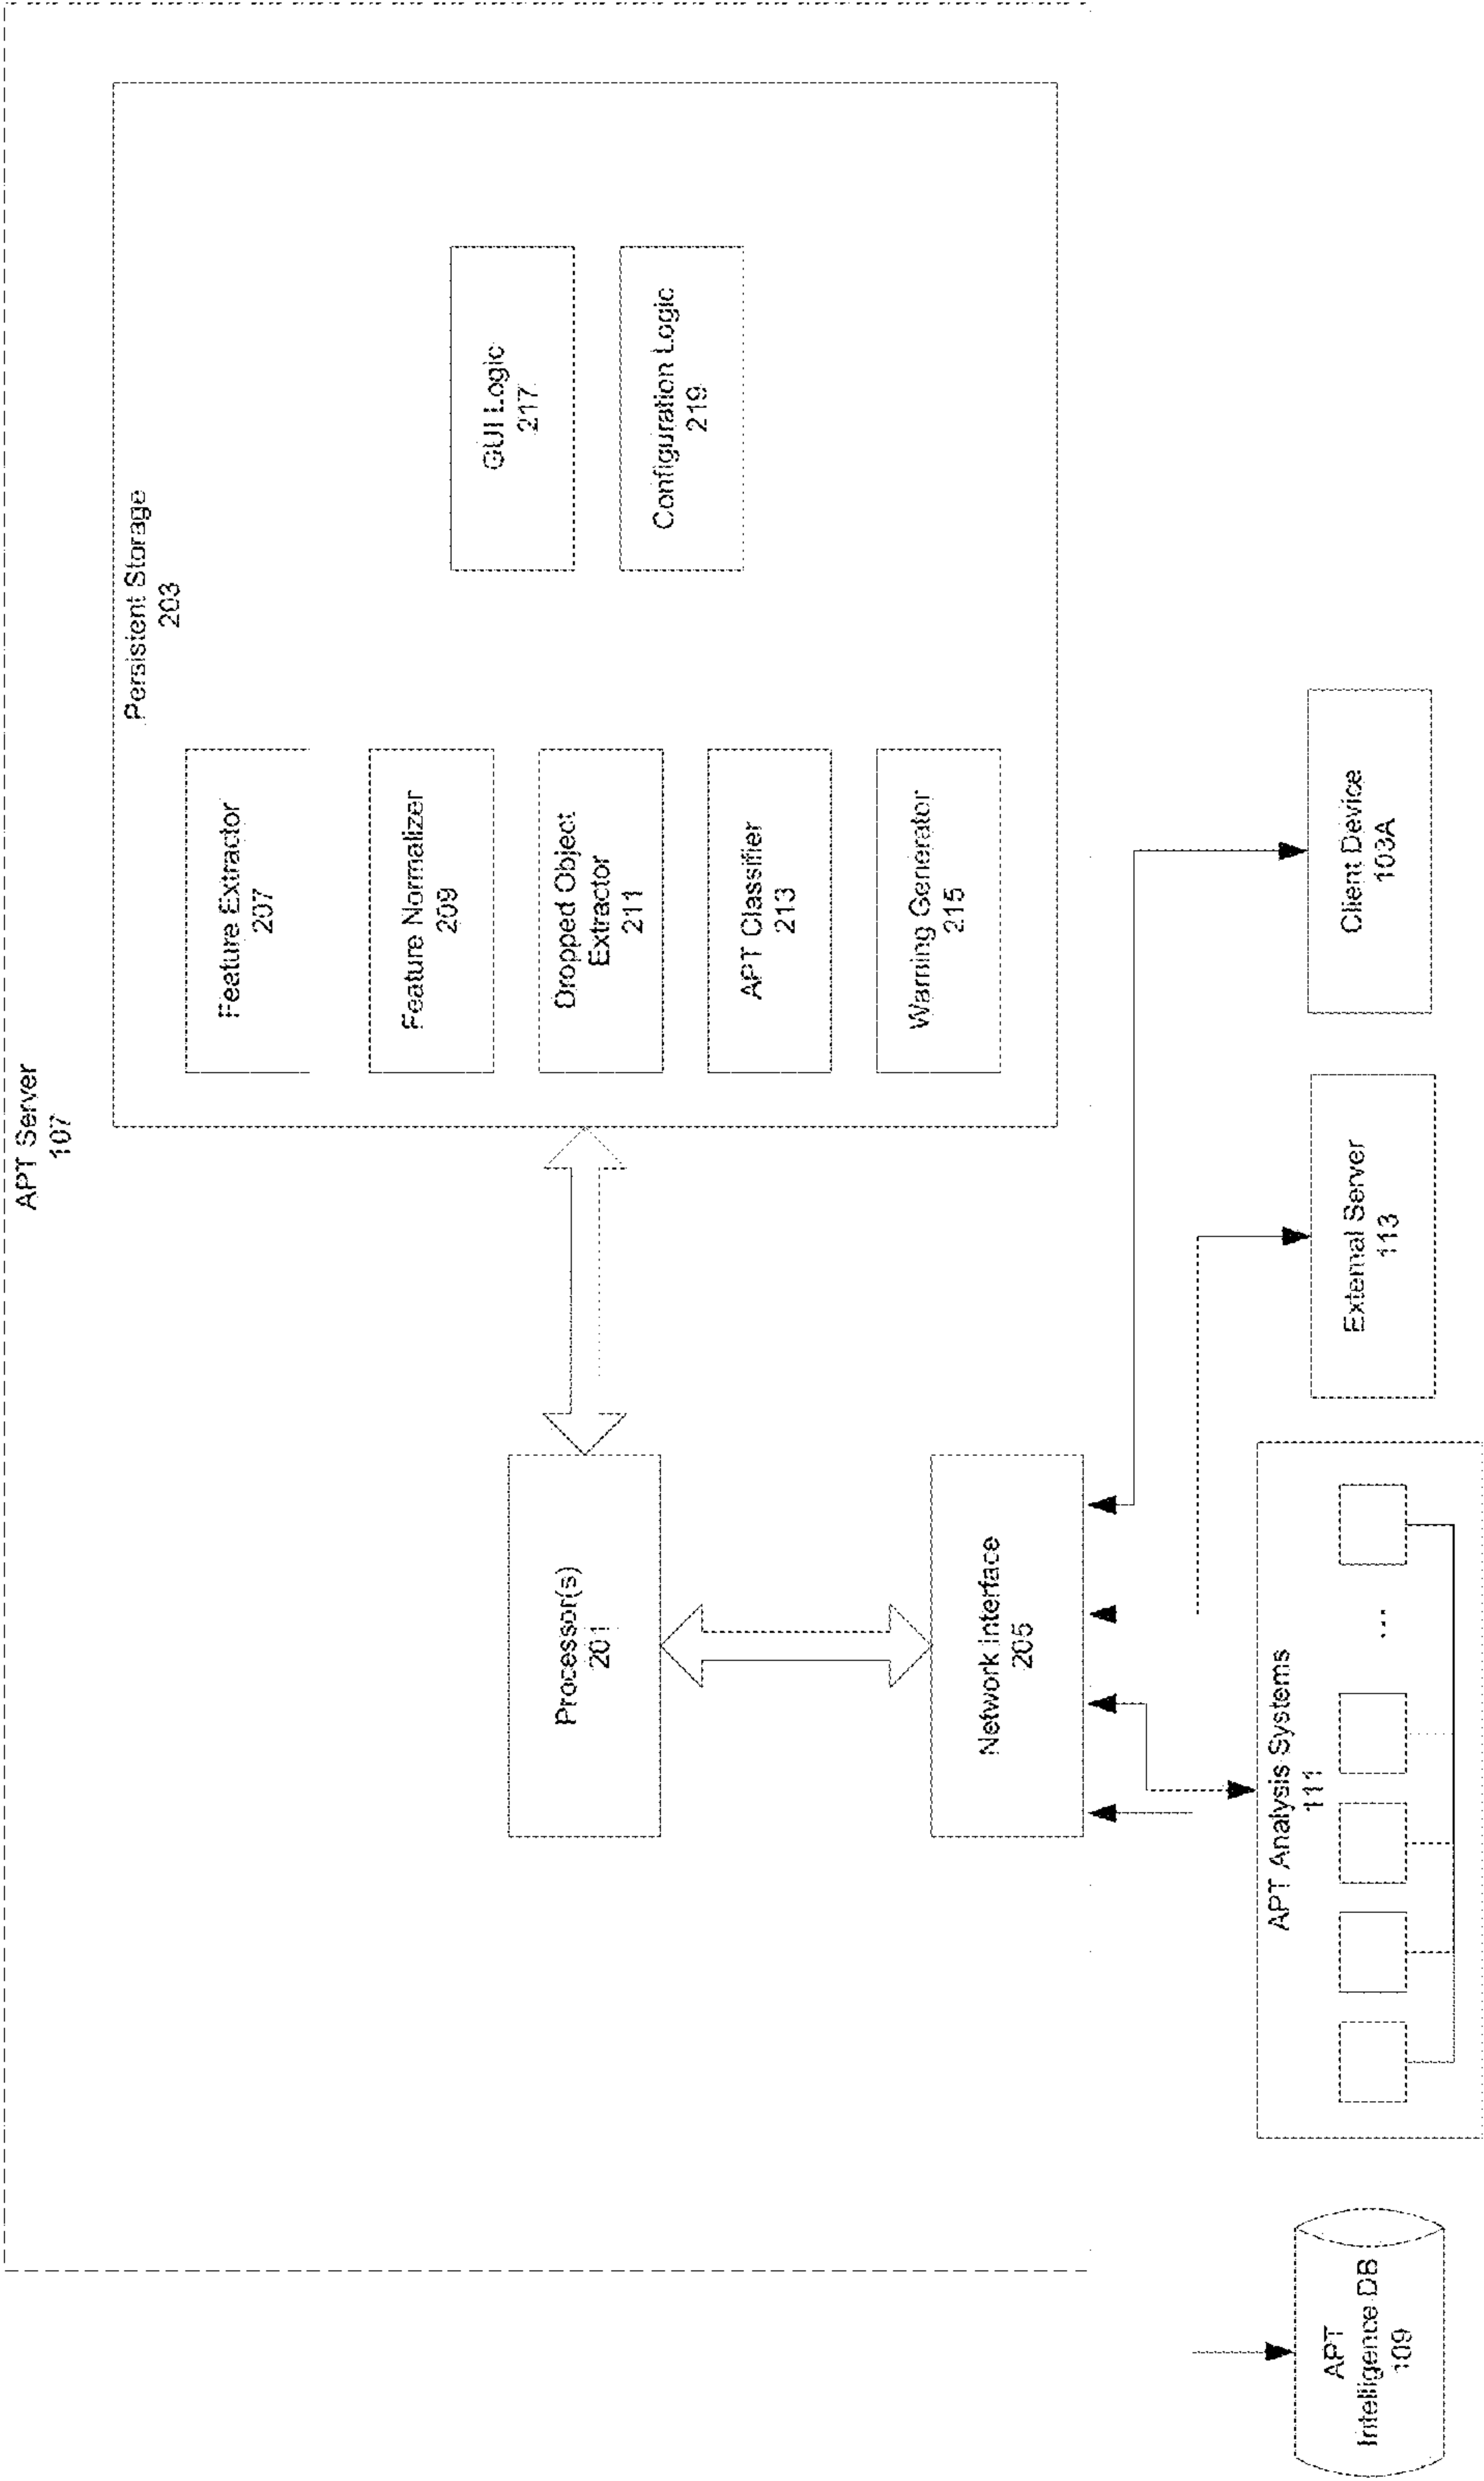 APT Server
107
Persistent Storage
203
Feature Extractor
207
Feature Normalizer
209
Dropped Object
Extractor
211
APT Classifier
213
Warning Generator
215
GUI Logic
217
Configuration Logic
219
Processor(s)
201
Network Interface
205
APT
Intelligence DB
109
APT Analysis Systems
111
...
External Server
113
Client Device
103A